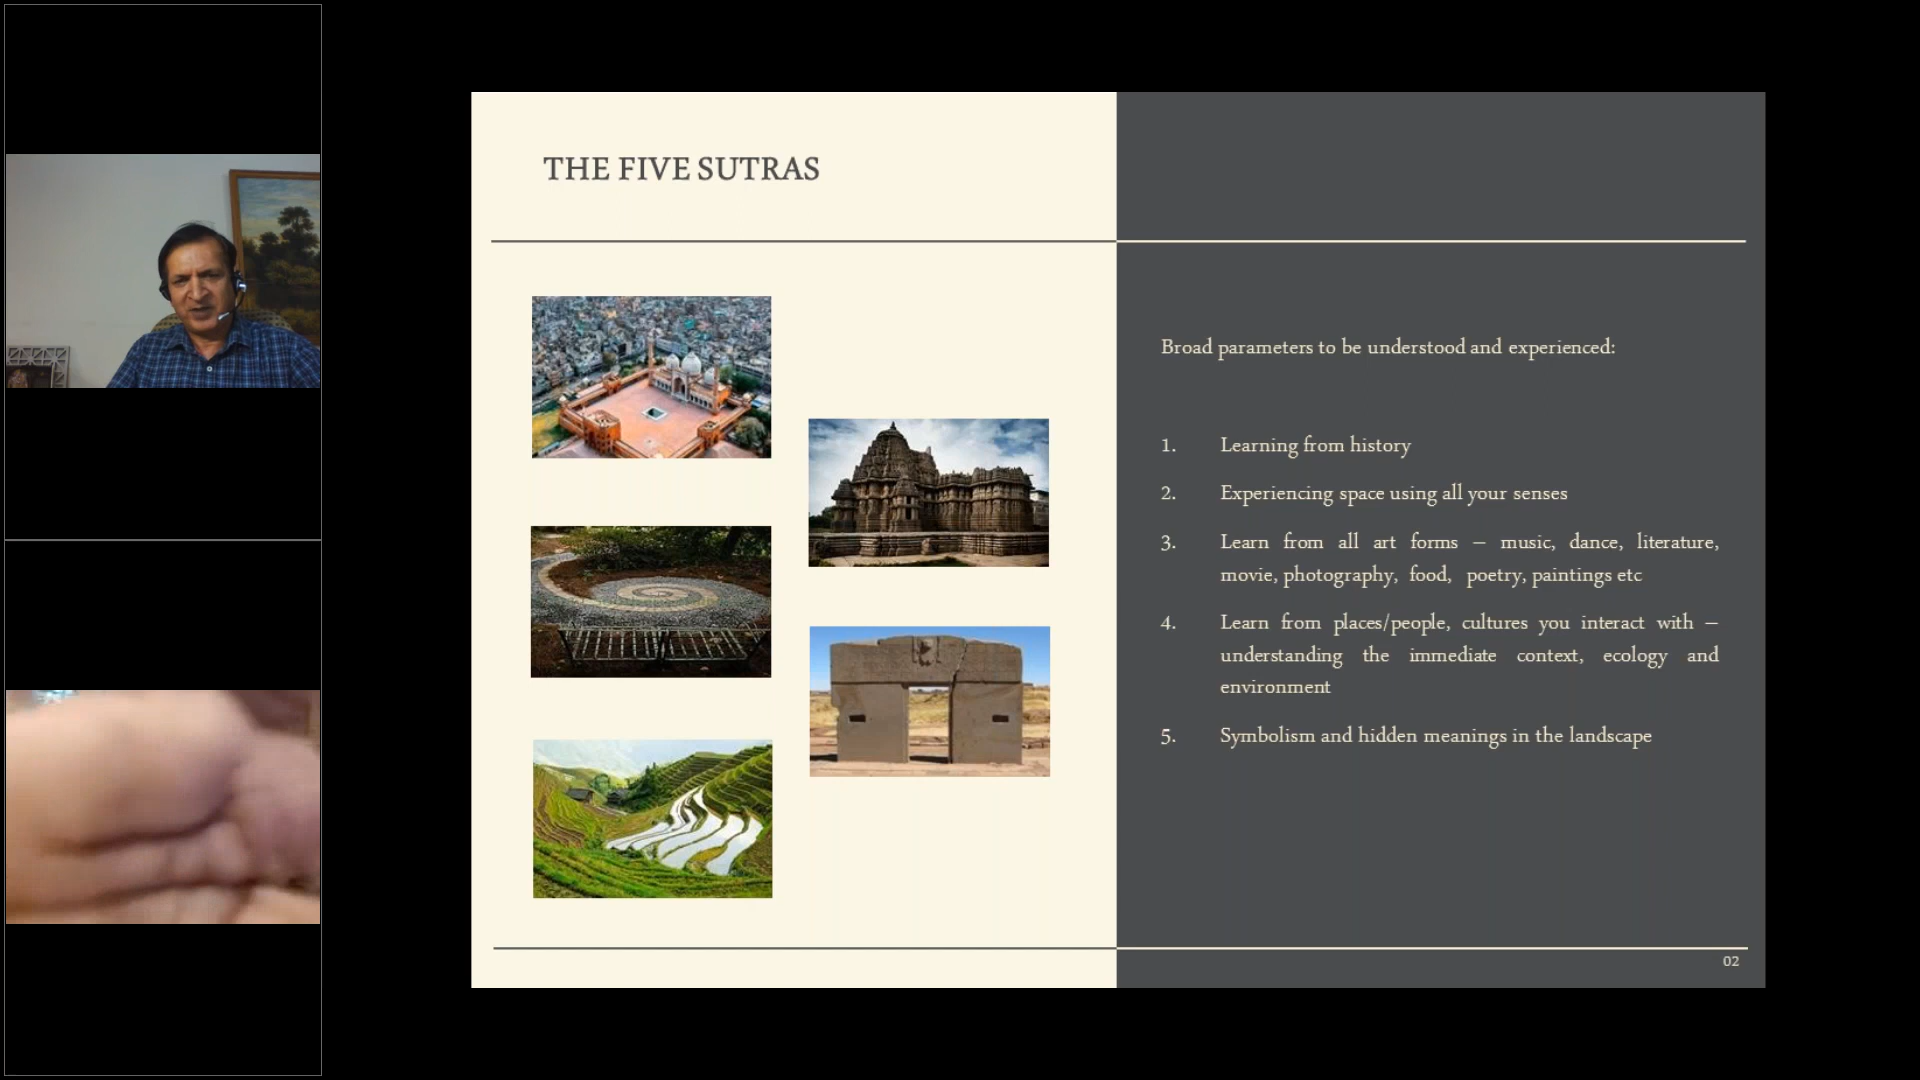 THE FIVE SUTRAS
Broad parameters to be understood and experienced:
1. Learning from history
2. Experiencing space using all your senses
3. Learn from all art forms – music, dance, literature,
movie, photography, food, poetry, paintings etc
4. Learn from places/people, cultures you interact with –
understanding the immediate context, ecology and
environment
5. Symbolism and hidden meanings in the landscape
02